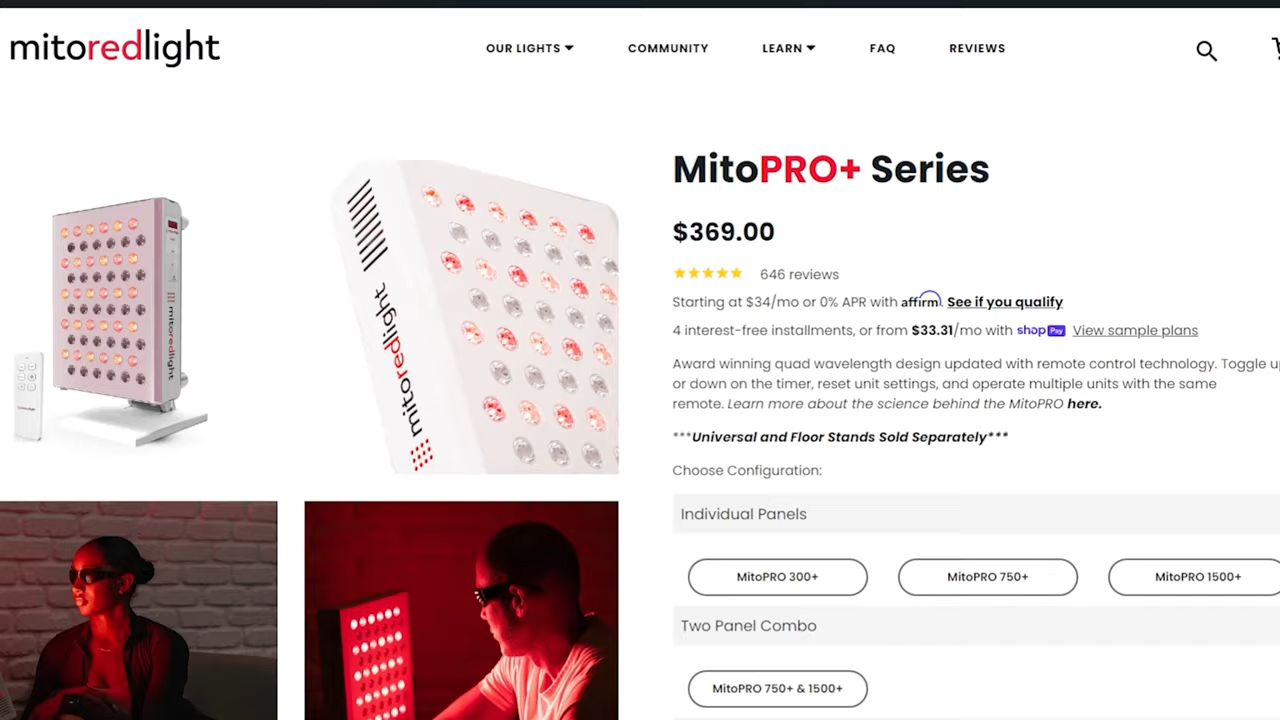 mitoredlight
OUR LIGHTS
COMMUNITY
LEARN
FAQ
REVIEWS
MitoPRO+ Series
$369.00
646 reviews
Starting at $34/mo or 0% APR with affirm. See if you qualify
4 interest-free installments, or from $33.31/mo with shop Pay View sample plans
Award winning quad wavelength design updated with remote control technology. Toggle up
or down on the timer, reset unit settings, and operate multiple units with the same
remote. Learn more about the science behind the MitoPRO here.
***Universal and Floor Stands Sold Separately***
Choose Configuration:
Individual Panels
MitoPRO 300+
MitoPRO 750+
MitoPRO 1500+
Two Panel Combo
MitoPRO 750+ & 1500+
mitoredlight
mitoredlight